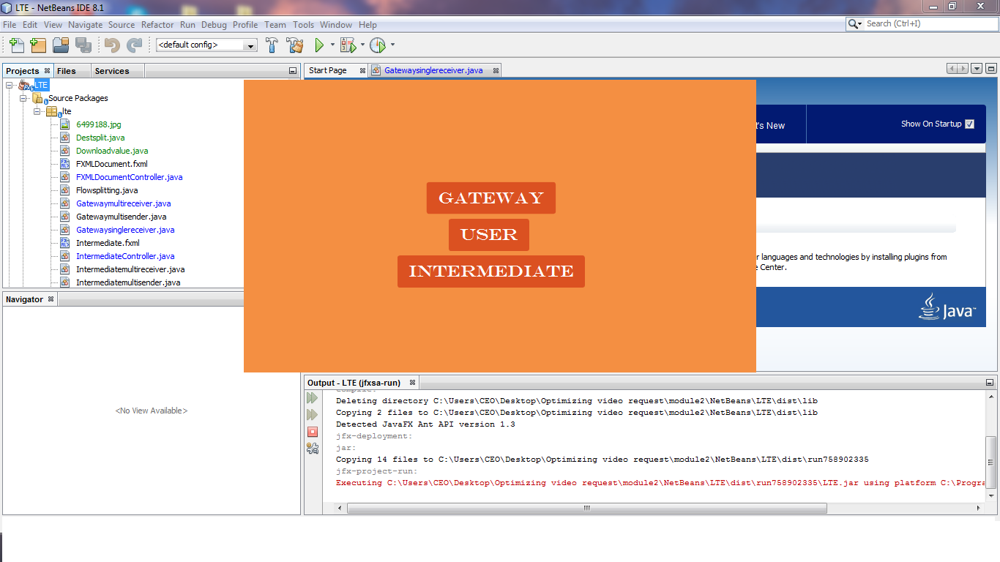 LTE - NetBeans IDE 8.1
File Edit View Navigate Source Refactor Run Debug Profile Team Tools Window Help
Search (Ctrl+I)
<default config>
Projects Files Services
Start Page Gatewaysinglereceiver.java
LTE
Source Packages
lte
6499188.jpg
Destsplit.java
Downloadvalue.java
FXMLDocument.fxml
FXMLDocumentController.java
Flowsplitting.java
Gatewaymultireceiver.java
Gatewaymultisender.java
Gatewaysinglereceiver.java
Intermediate.fxml
IntermediateController.java
Intermediatemultireceiver.java
Intermediatemultisender.java
GATEWAY
USER
INTERMEDIATE
t's New
Show On Startup
r languages and technologies by installing plugins from
e Center.
Java™
Navigator
<No View Available>
Output - LTE (jfxsa-run)
compile:
Deleting directory C:\Users\CEO\Desktop\Optimizing video request\module2\NetBeans\LTE\dist\lib
Copying 2 files to C:\Users\CEO\Desktop\Optimizing video request\module2\NetBeans\LTE\dist\lib
Detected JavaFX Ant API version 1.3
jfx-deployment:
jar:
Copying 14 files to C:\Users\CEO\Desktop\Optimizing video request\module2\NetBeans\LTE\dist\run758902335
jfx-project-run:
Executing C:\Users\CEO\Desktop\Optimizing video request\module2\NetBeans\LTE\dist\run758902335\LTE.jar using platform C:\Progra